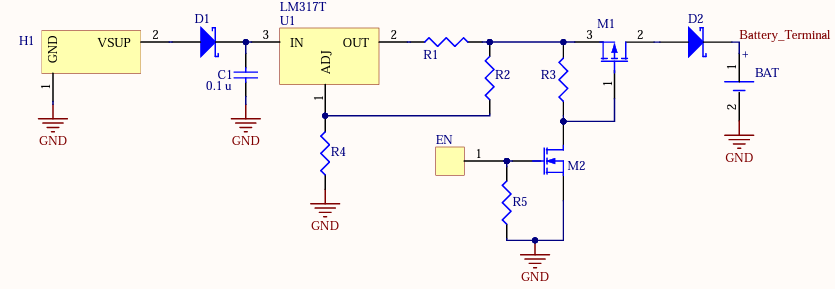 H1
GND
VSUP
1
2
GND
D1
C1
0.1 u
GND
3
LM317T
U1
IN
OUT
ADJ
1
2
R1
R2
R4
GND
R3
3
M1
2
1
EN
1
M2
R5
GND
D2
Battery_Terminal
+
1
BAT
2
GND